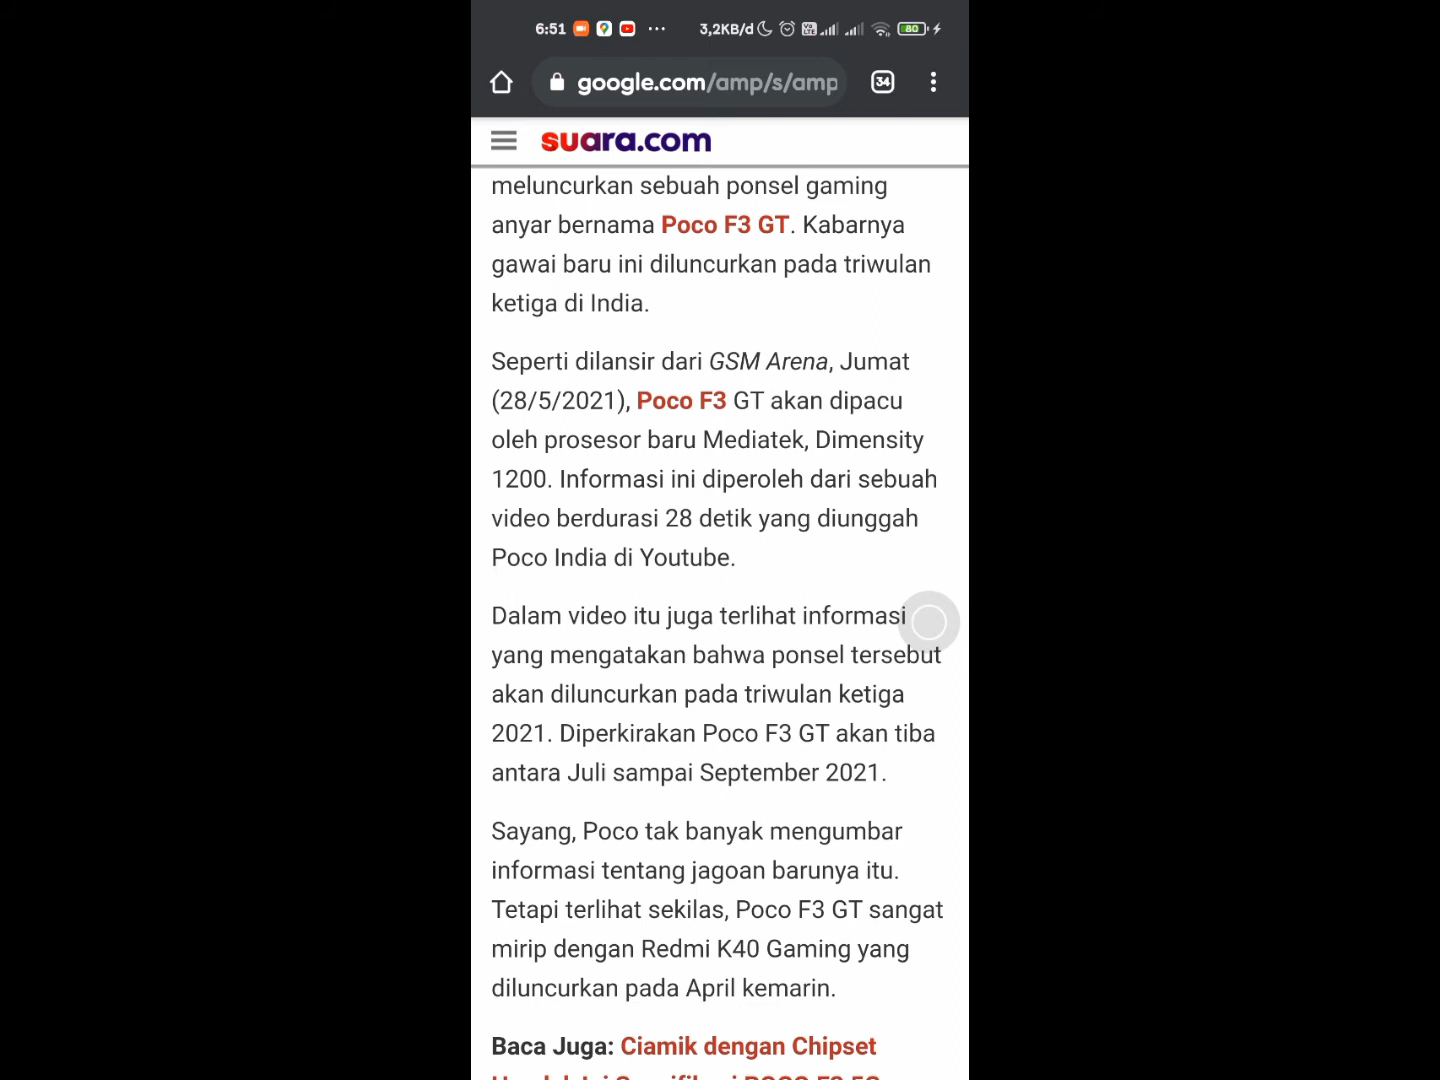 6:51 ... 3,2KB/d 80
google.com/amp/s/amp 34
suara.com
meluncurkan sebuah ponsel gaming
anyar bernama Poco F3 GT. Kabarnya
gawai baru ini diluncurkan pada triwulan
ketiga di India.
Seperti dilansir dari GSM Arena, Jumat
(28/5/2021), Poco F3 GT akan dipacu
oleh prosesor baru Mediatek, Dimensity
1200. Informasi ini diperoleh dari sebuah
video berdurasi 28 detik yang diunggah
Poco India di Youtube.
Dalam video itu juga terlihat informasi
yang mengatakan bahwa ponsel tersebut
akan diluncurkan pada triwulan ketiga
2021. Diperkirakan Poco F3 GT akan tiba
antara Juli sampai September 2021.
Sayang, Poco tak banyak mengumbar
informasi tentang jagoan barunya itu.
Tetapi terlihat sekilas, Poco F3 GT sangat
mirip dengan Redmi K40 Gaming yang
diluncurkan pada April kemarin.
Baca Juga: Ciamik dengan Chipset